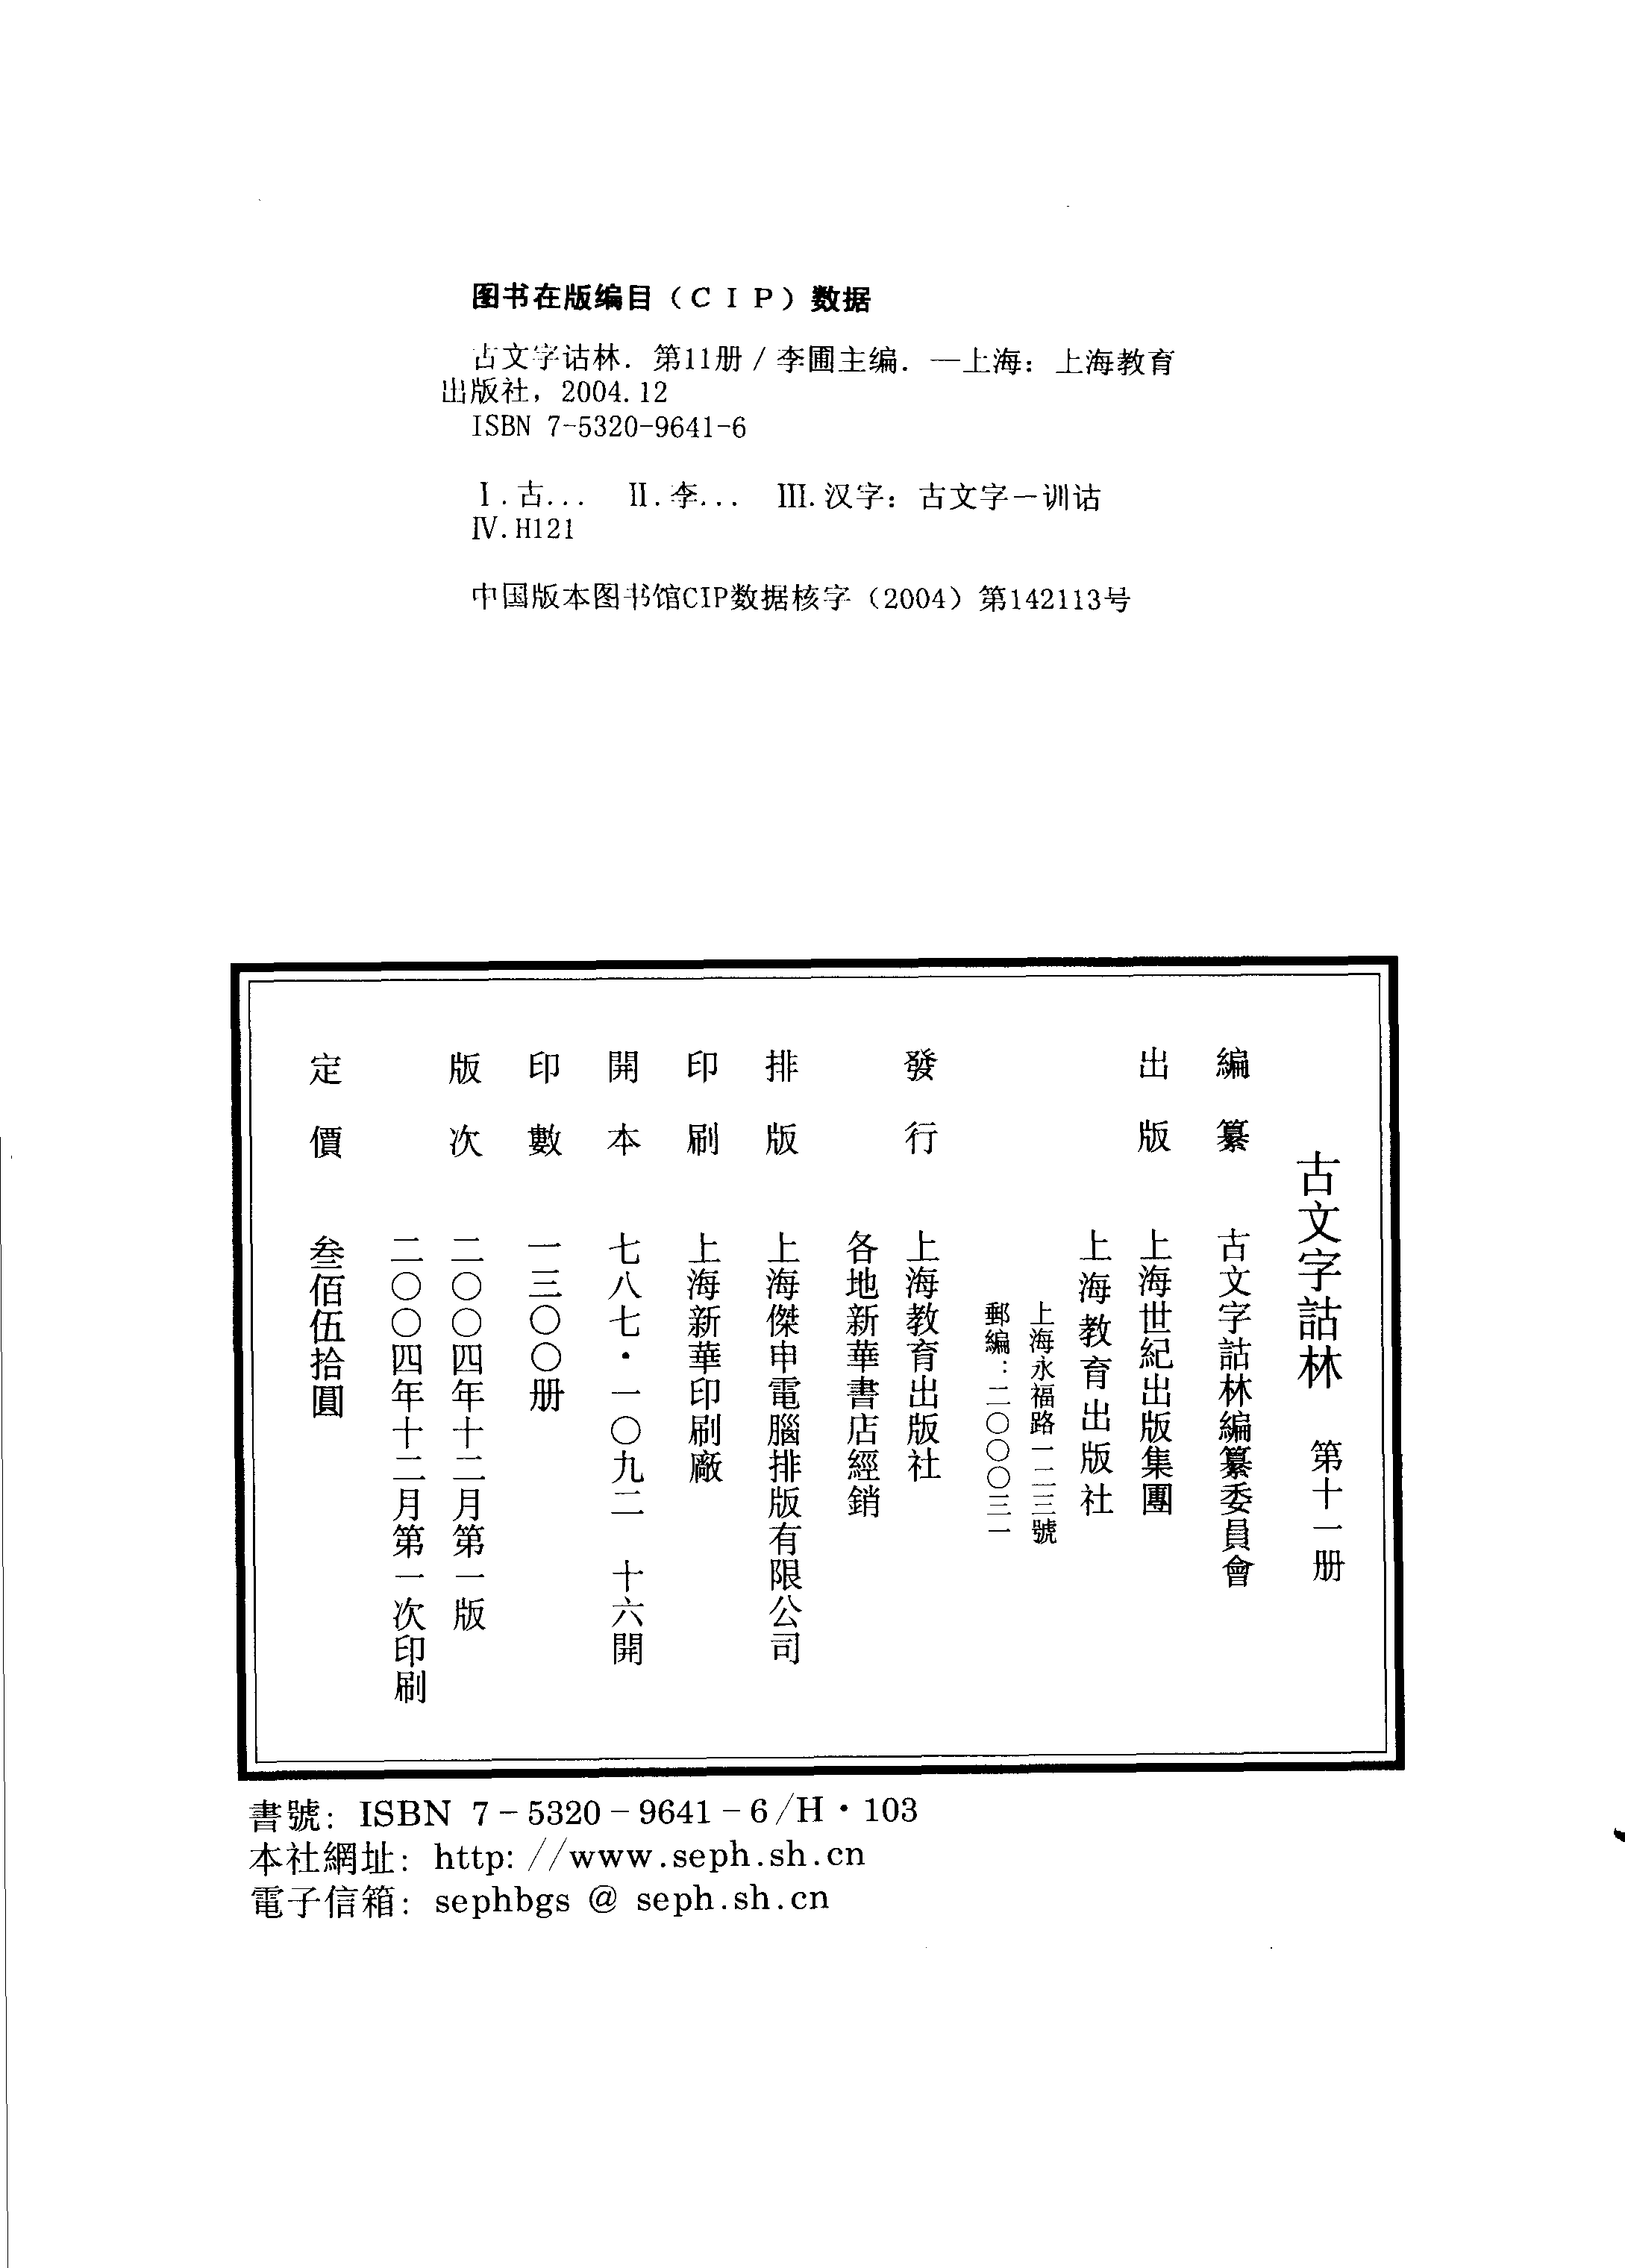 图书在版编目（CIP）数据
古文字诂林. 第11册 / 李圃主编. —上海: 上海教育
出版社, 2004.12
ISBN 7-5320-9641-6
I.古... II.李... III.汉字: 古文字－训诂
IV.H121
中国版本图书馆CIP数据核字（2004）第142113号
古文字詁林 第十一册
編纂 古文字詁林編纂委員會
出版 上海世紀出版集團
上海教育出版社
上海永福路一二三號
郵編:二〇〇〇三一
發行 上海教育出版社
各地新華書店經銷
排版 上海傑申電腦排版有限公司
印刷 上海新華印刷廠
開本 七八七·一〇九二 十六開
印數 一三〇〇册
版次 二〇〇四年十二月第一版
二〇〇四年十二月第一次印刷
定價 叁佰伍拾圓
書號: ISBN 7-5320-9641-6/H·103
本社網址: http: //www.seph.sh.cn
電子信箱: sephbgs @ seph.sh.cn